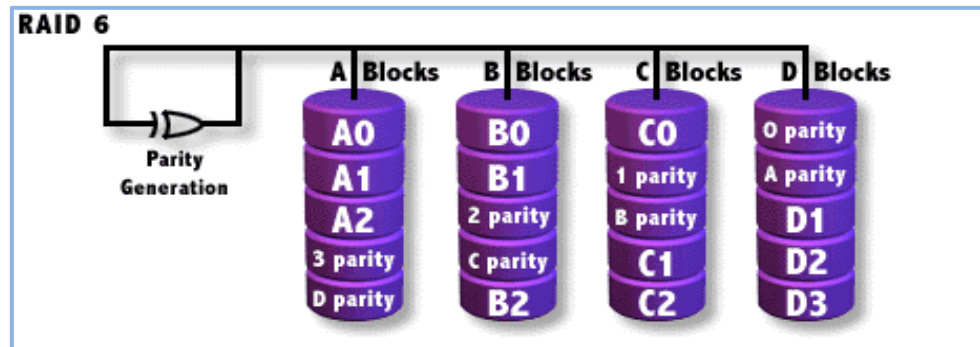 RAID 6
A Blocks B Blocks C Blocks D Blocks
A0 B0 C0 0 parity
A1 B1 1 parity A parity
A2 2 parity B parity D1
3 parity C parity C1 D2
D parity B2 C2 D3
Parity
Generation